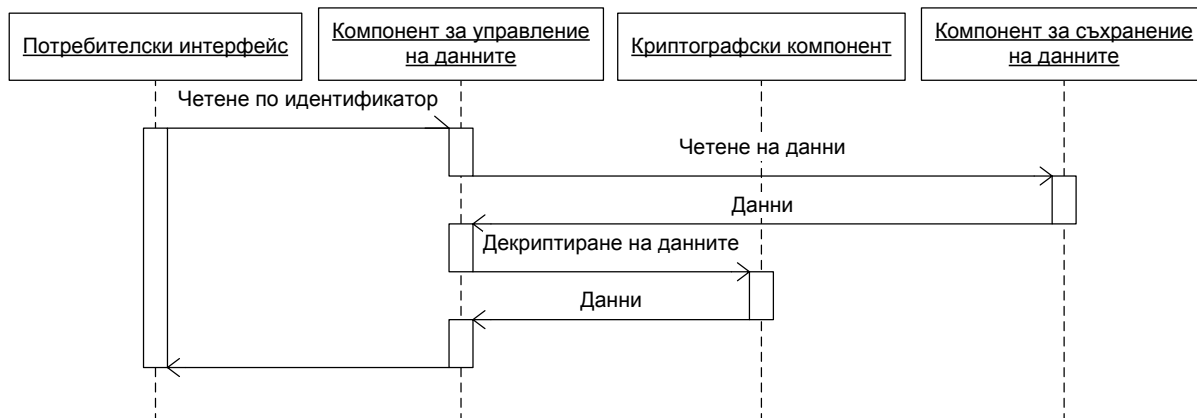 Потребителски интерфейс
Компонент за управление
на данните
Криптографски компонент
Компонент за съхранение
на данните
Четене по идентификатор
Четене на данни
Данни
Декриптиране на данните
Данни